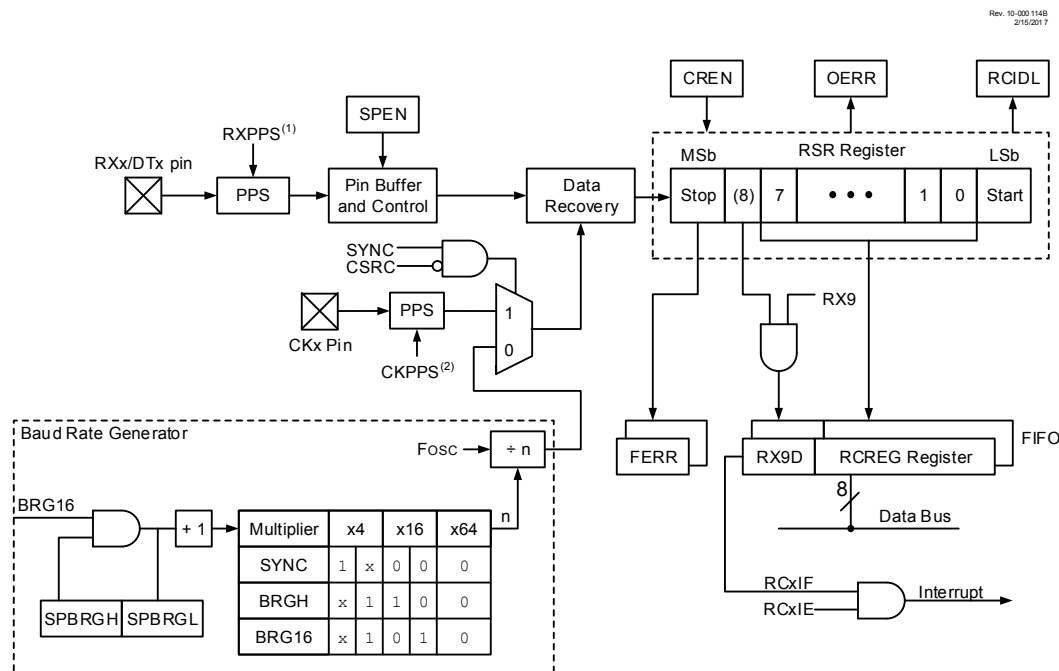 Rev. 10-000 114B
2/15/2017
CREN
OERR
RCIDL
SPEN
RXPPS(1)
RXx/DTx pin
PPS
Pin Buffer
and Control
Data
Recovery
MSb
RSR Register
LSb
Stop
(8)
7
• • •
1
0
Start
SYNC
CSRC
CKx Pin
PPS
CKPPS(2)
1
0
RX9
Baud Rate Generator
FOSC
÷ n
n
FERR
RX9D
RCREG Register
FIFO
8
Data Bus
BRG16
+ 1
SPBRGH
SPBRGL
Multiplier x4 x16 x64
SYNC 1 x 0 0 0
BRGH x 1 1 0 0
BRG16 x 1 0 1 0
RCxIF
RCxIE
Interrupt